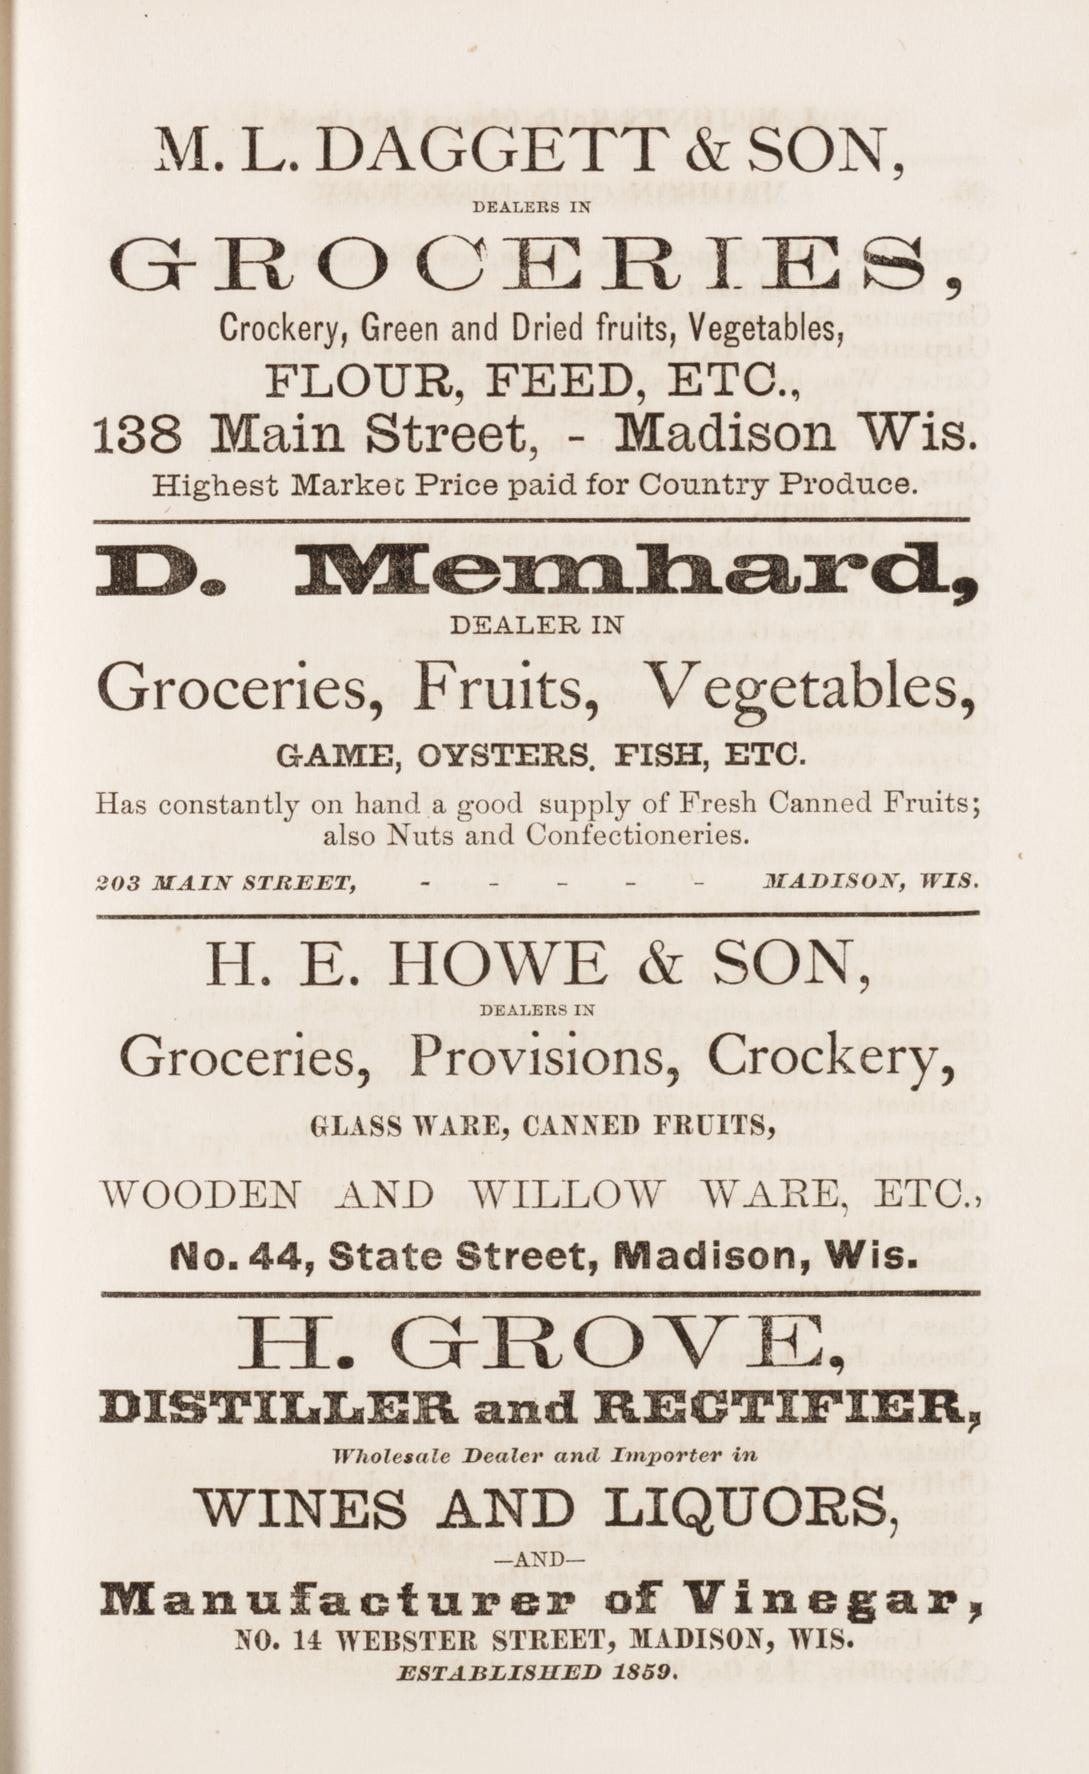 M. L. DAGGETT & SON,
DEALERS IN
GROCERIES,
Crockery, Green and Dried fruits, Vegetables,
FLOUR, FEED, ETC.,
138 Main Street, - Madison Wis.
Highest Market Price paid for Country Produce.
D. Memhard,
DEALER IN
Groceries, Fruits, Vegetables,
GAME, OYSTERS. FISH, ETC.
Has constantly on hand a good supply of Fresh Canned Fruits;
also Nuts and Confectioneries.
203 MAIN STREET, - - - - - MADISON, WIS.
H. E. HOWE & SON,
DEALERS IN
Groceries, Provisions, Crockery,
GLASS WARE, CANNED FRUITS,
WOODEN AND WILLOW WARE, ETC.,
No. 44, State Street, Madison, Wis.
H. GROVE,
DISTILLER and RECTIFIER,
Wholesale Dealer and Importer in
WINES AND LIQUORS,
—AND—
Manufacturer of Vinegar,
NO. 14 WEBSTER STREET, MADISON, WIS.
ESTABLISHED 1859.